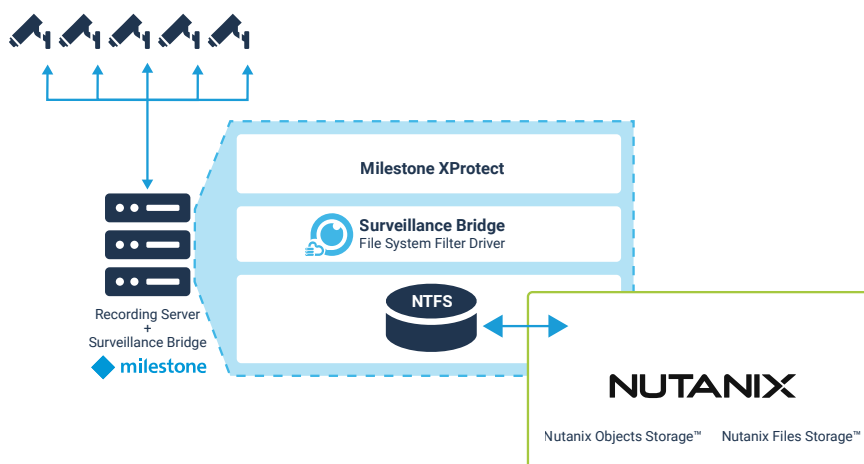 Milestone XProtect
Surveillance Bridge
File System Filter Driver
NTFS
Recording Server
+
Surveillance Bridge
milestone
NUTANIX
Nutanix Objects Storage™ Nutanix Files Storage™